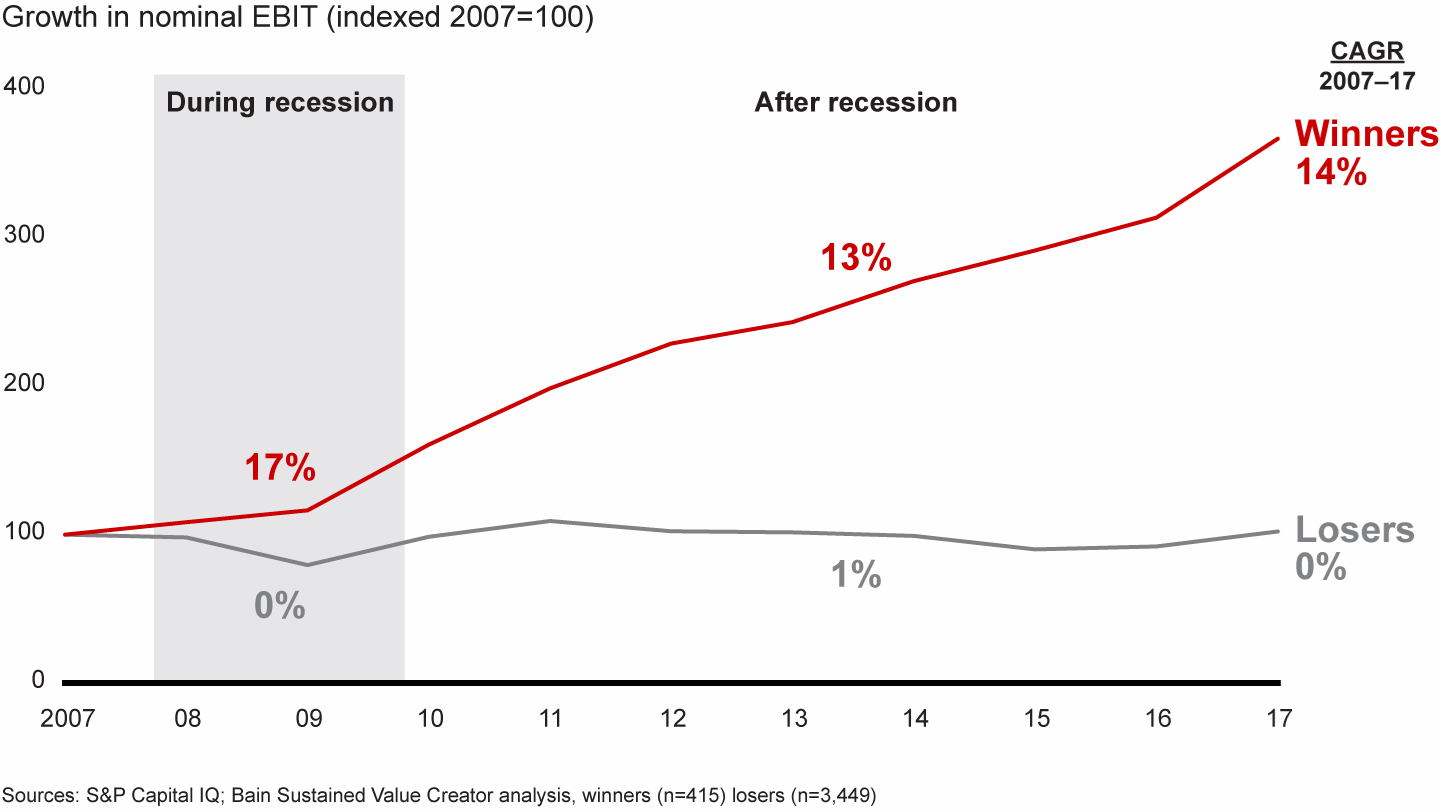 Growth in nominal EBIT (indexed 2007=100)
CAGR
2007–17
400
During recession
After recession
Winners
14%
300
13%
200
17%
100
Losers
0%
1%
0%
0
2007 08 09 10 11 12 13 14 15 16 17
Sources: S&P Capital IQ; Bain Sustained Value Creator analysis, winners (n=415) losers (n=3,449)